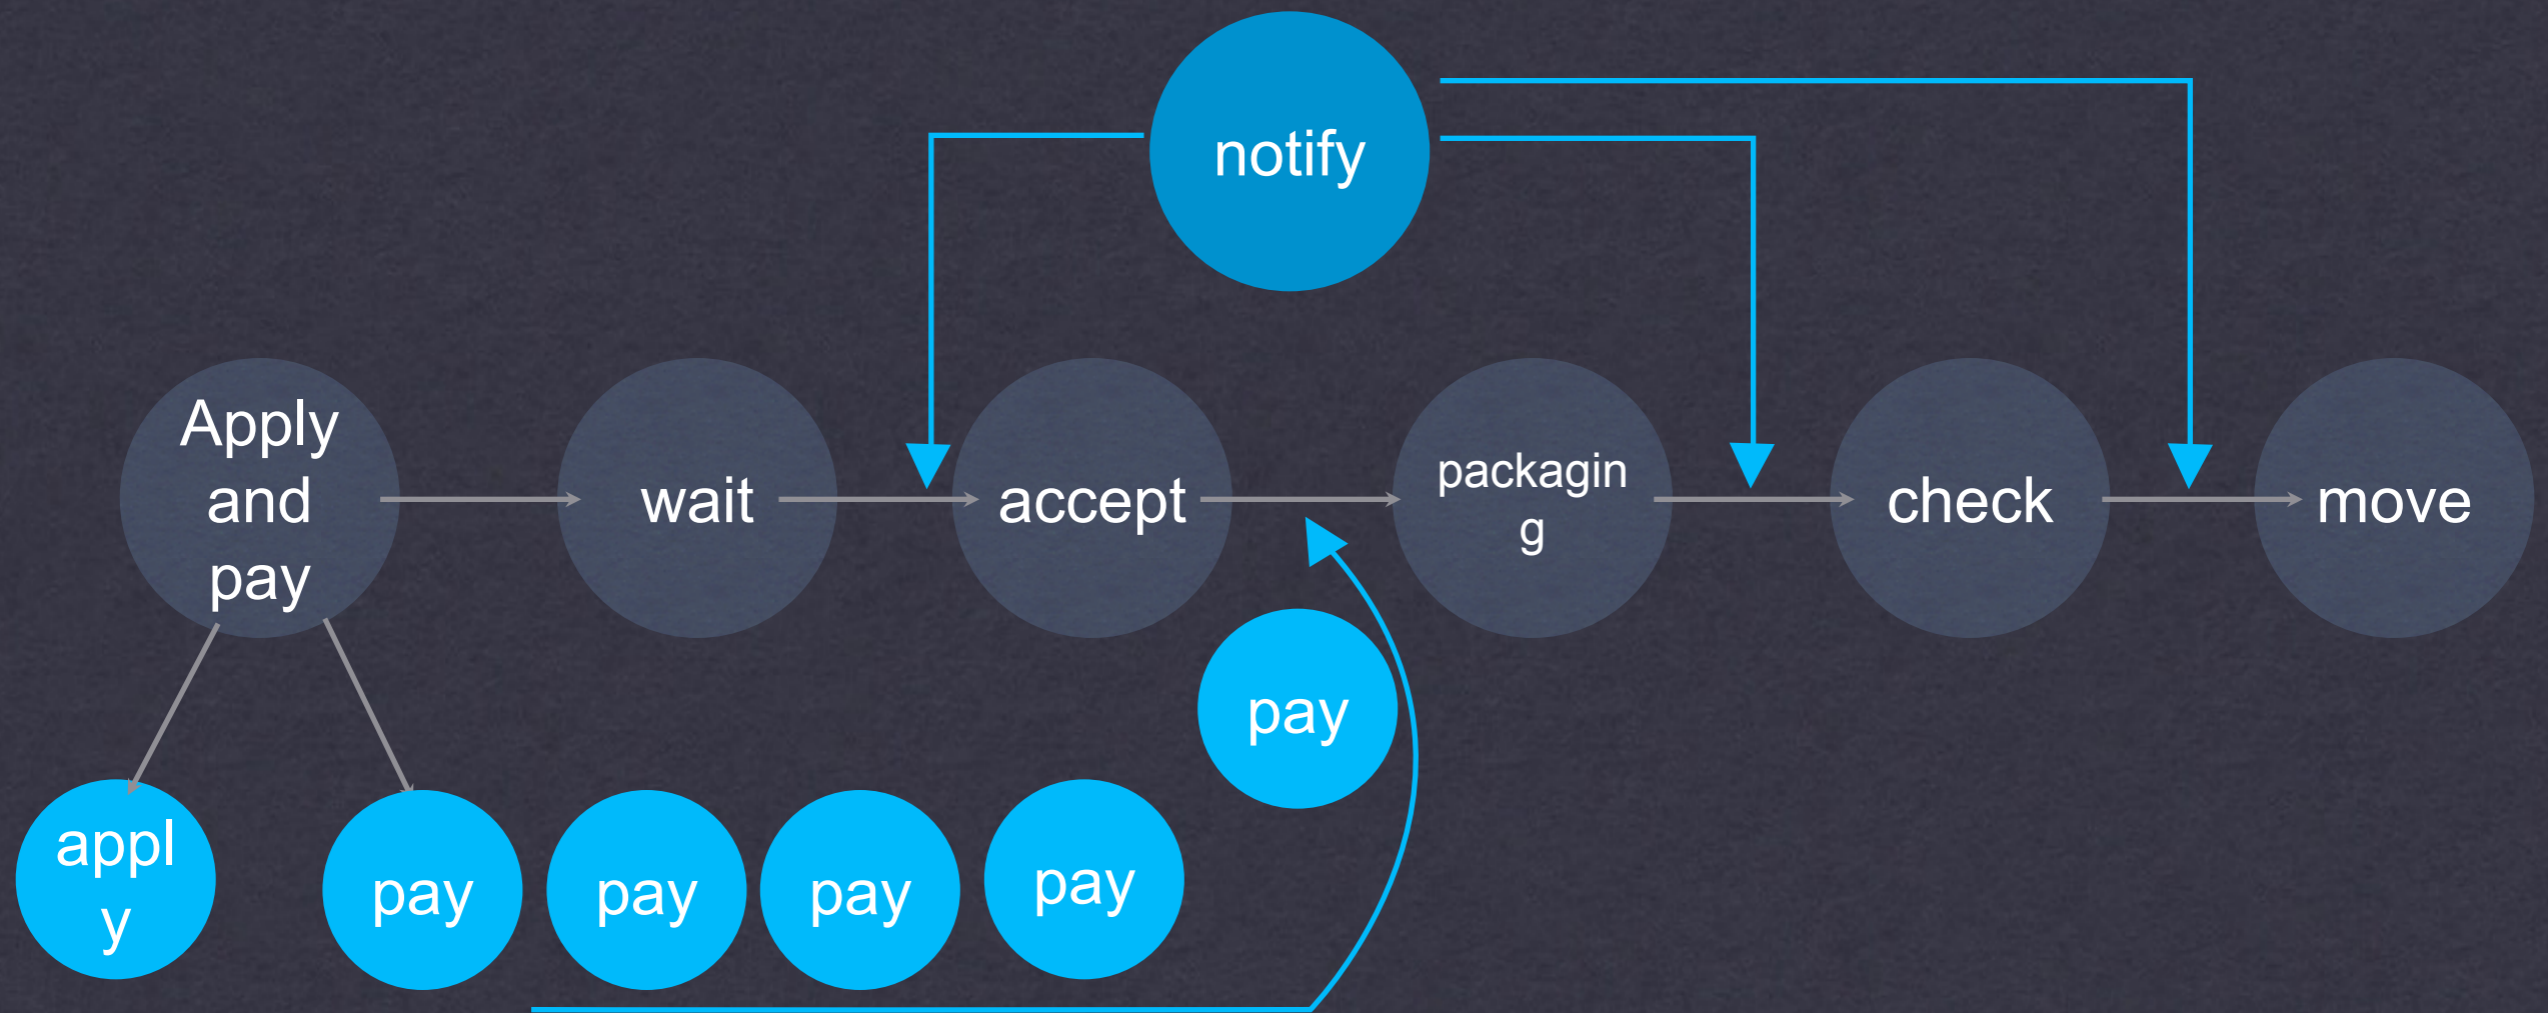 notify
Apply
and
pay
wait
accept
packagin
g
check
move
pay
appl
y
pay
pay
pay
pay